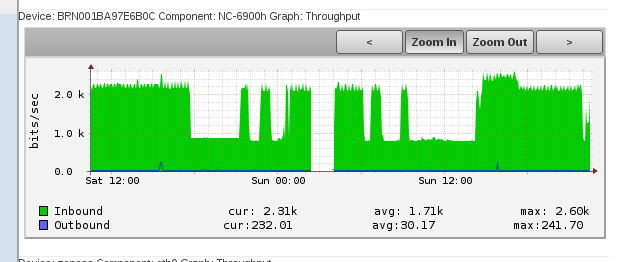 Device: BRN001BA97E6B0C Component: NC-6900h Graph: Throughput
< Zoom In Zoom Out >
bits/sec
2.0 k
1.0 k
0.0
Sat 12:00 Sun 00:00 Sun 12:00
Inbound cur: 2.31k avg: 1.71k max: 2.60k
Outbound cur:232.01 avg:30.17 max:241.70